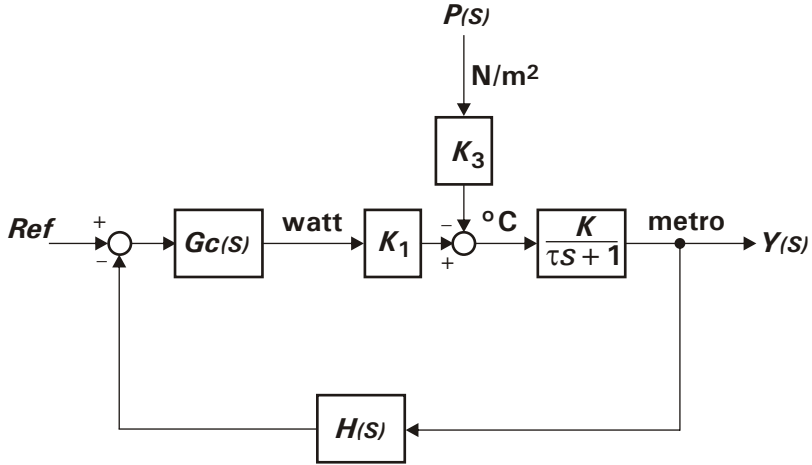 P(S)
N/m²
K₃
Ref
+
−
Gc(S)
watt
K₁
−
+
°C
K
τS + 1
metro
Y(S)
H(S)